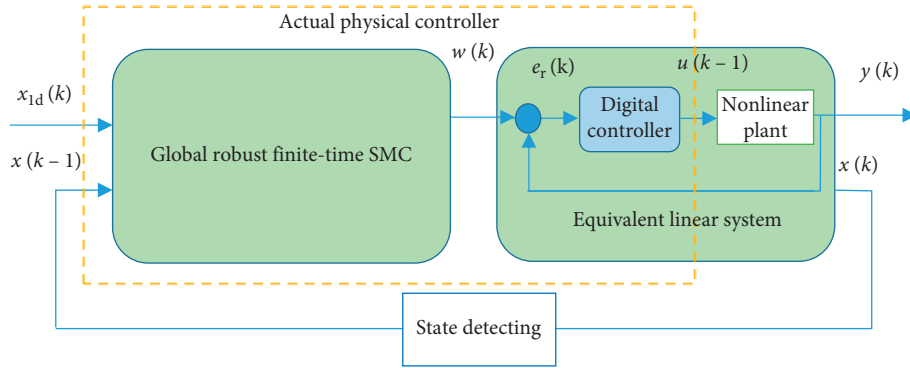 Actual physical controller
w (k)
x1d (k)
x (k – 1)
Global robust finite-time SMC
er (k)
u (k – 1)
y (k)
Digital
controller
Nonlinear
plant
x (k)
Equivalent linear system
State detecting